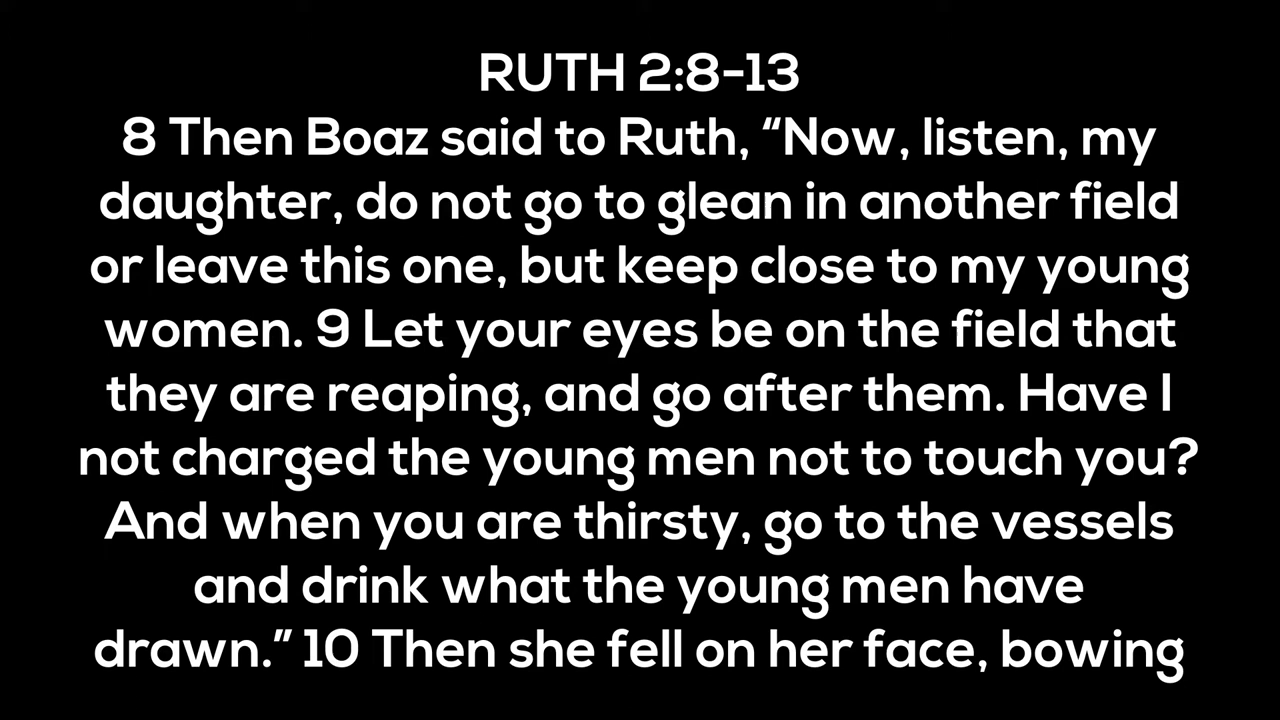 RUTH 2:8-13
8 Then Boaz said to Ruth, “Now, listen, my
daughter, do not go to glean in another field
or leave this one, but keep close to my young
women. 9 Let your eyes be on the field that
they are reaping, and go after them. Have I
not charged the young men not to touch you?
And when you are thirsty, go to the vessels
and drink what the young men have
drawn.” 10 Then she fell on her face, bowing